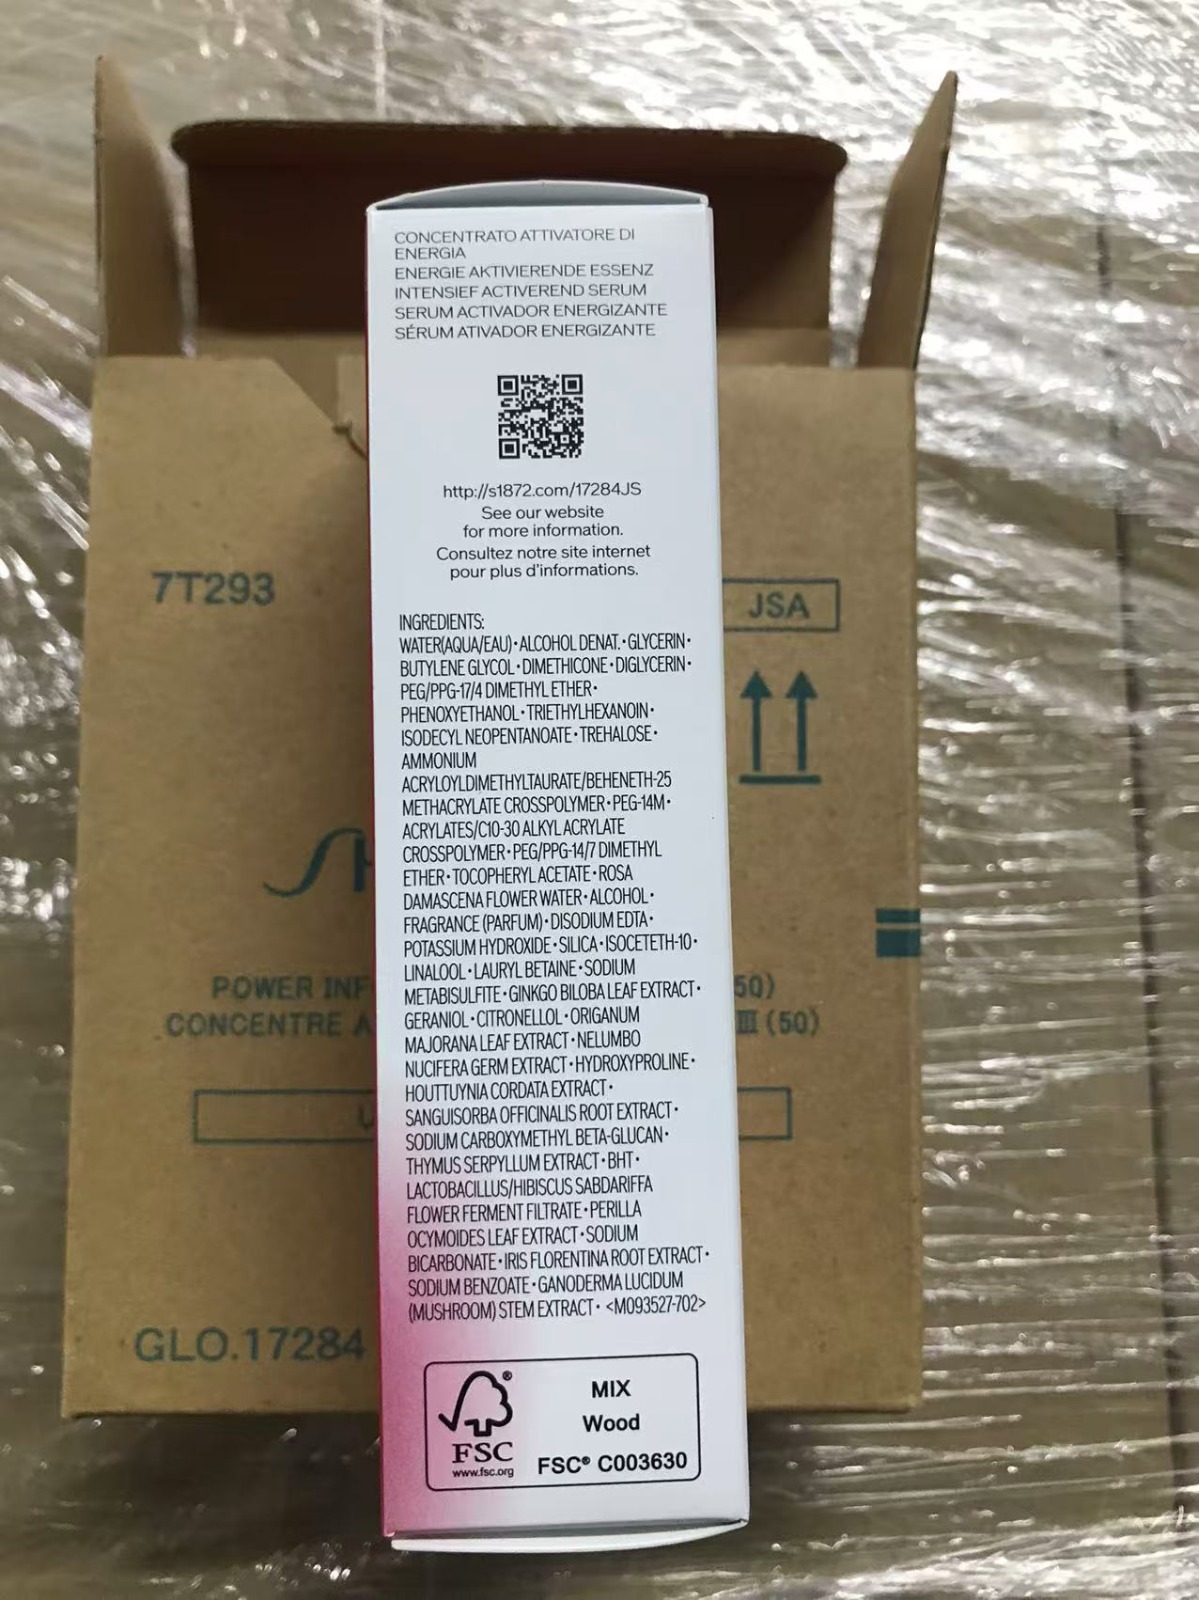 CONCENTRATO ATTIVATORE DI
ENERGIA
ENERGIE AKTIVIERENDE ESSENZ
INTENSIEF ACTIVEREND SERUM
SERUM ACTIVADOR ENERGIZANTE
SÉRUM ATIVADOR ENERGIZANTE
http://s1872.com/17284JS
See our website
for more information.
Consultez notre site internet
pour plus d'informations.
INGREDIENTS:
WATER(AQUA/EAU)•ALCOHOL DENAT.•GLYCERIN•
BUTYLENE GLYCOL•DIMETHICONE•DIGLYCERIN•
PEG/PPG-17/4 DIMETHYL ETHER•
PHENOXYETHANOL•TRIETHYLHEXANOIN•
ISODECYL NEOPENTANOATE•TREHALOSE•
AMMONIUM
ACRYLOYLDIMETHYLTAURATE/BEHENETH-25
METHACRYLATE CROSSPOLYMER•PEG-14M•
ACRYLATES/C10-30 ALKYL ACRYLATE
CROSSPOLYMER•PEG/PPG-14/7 DIMETHYL
ETHER•TOCOPHERYL ACETATE•ROSA
DAMASCENA FLOWER WATER•ALCOHOL•
FRAGRANCE (PARFUM)•DISODIUM EDTA•
POTASSIUM HYDROXIDE•SILICA•ISOCETETH-10•
LINALOOL•LAURYL BETAINE•SODIUM
METABISULFITE•GINKGO BILOBA LEAF EXTRACT•
GERANIOL•CITRONELLOL•ORIGANUM
MAJORANA LEAF EXTRACT•NELUMBO
NUCIFERA GERM EXTRACT•HYDROXYPROLINE•
HOUTTUYNIA CORDATA EXTRACT•
SANGUISORBA OFFICINALIS ROOT EXTRACT•
SODIUM CARBOXYMETHYL BETA-GLUCAN•
THYMUS SERPYLLUM EXTRACT•BHT•
LACTOBACILLUS/HIBISCUS SABDARIFFA
FLOWER FERMENT FILTRATE•PERILLA
OCYMOIDES LEAF EXTRACT•SODIUM
BICARBONATE•IRIS FLORENTINA ROOT EXTRACT•
SODIUM BENZOATE•GANODERMA LUCIDUM
(MUSHROOM) STEM EXTRACT• <M093527-702>
FSC®
www.fsc.org
MIX
Wood
FSC® C003630
7T293
JSA
SH
POWER INF 50)
CONCENTRE A III (50)
GLO.17284